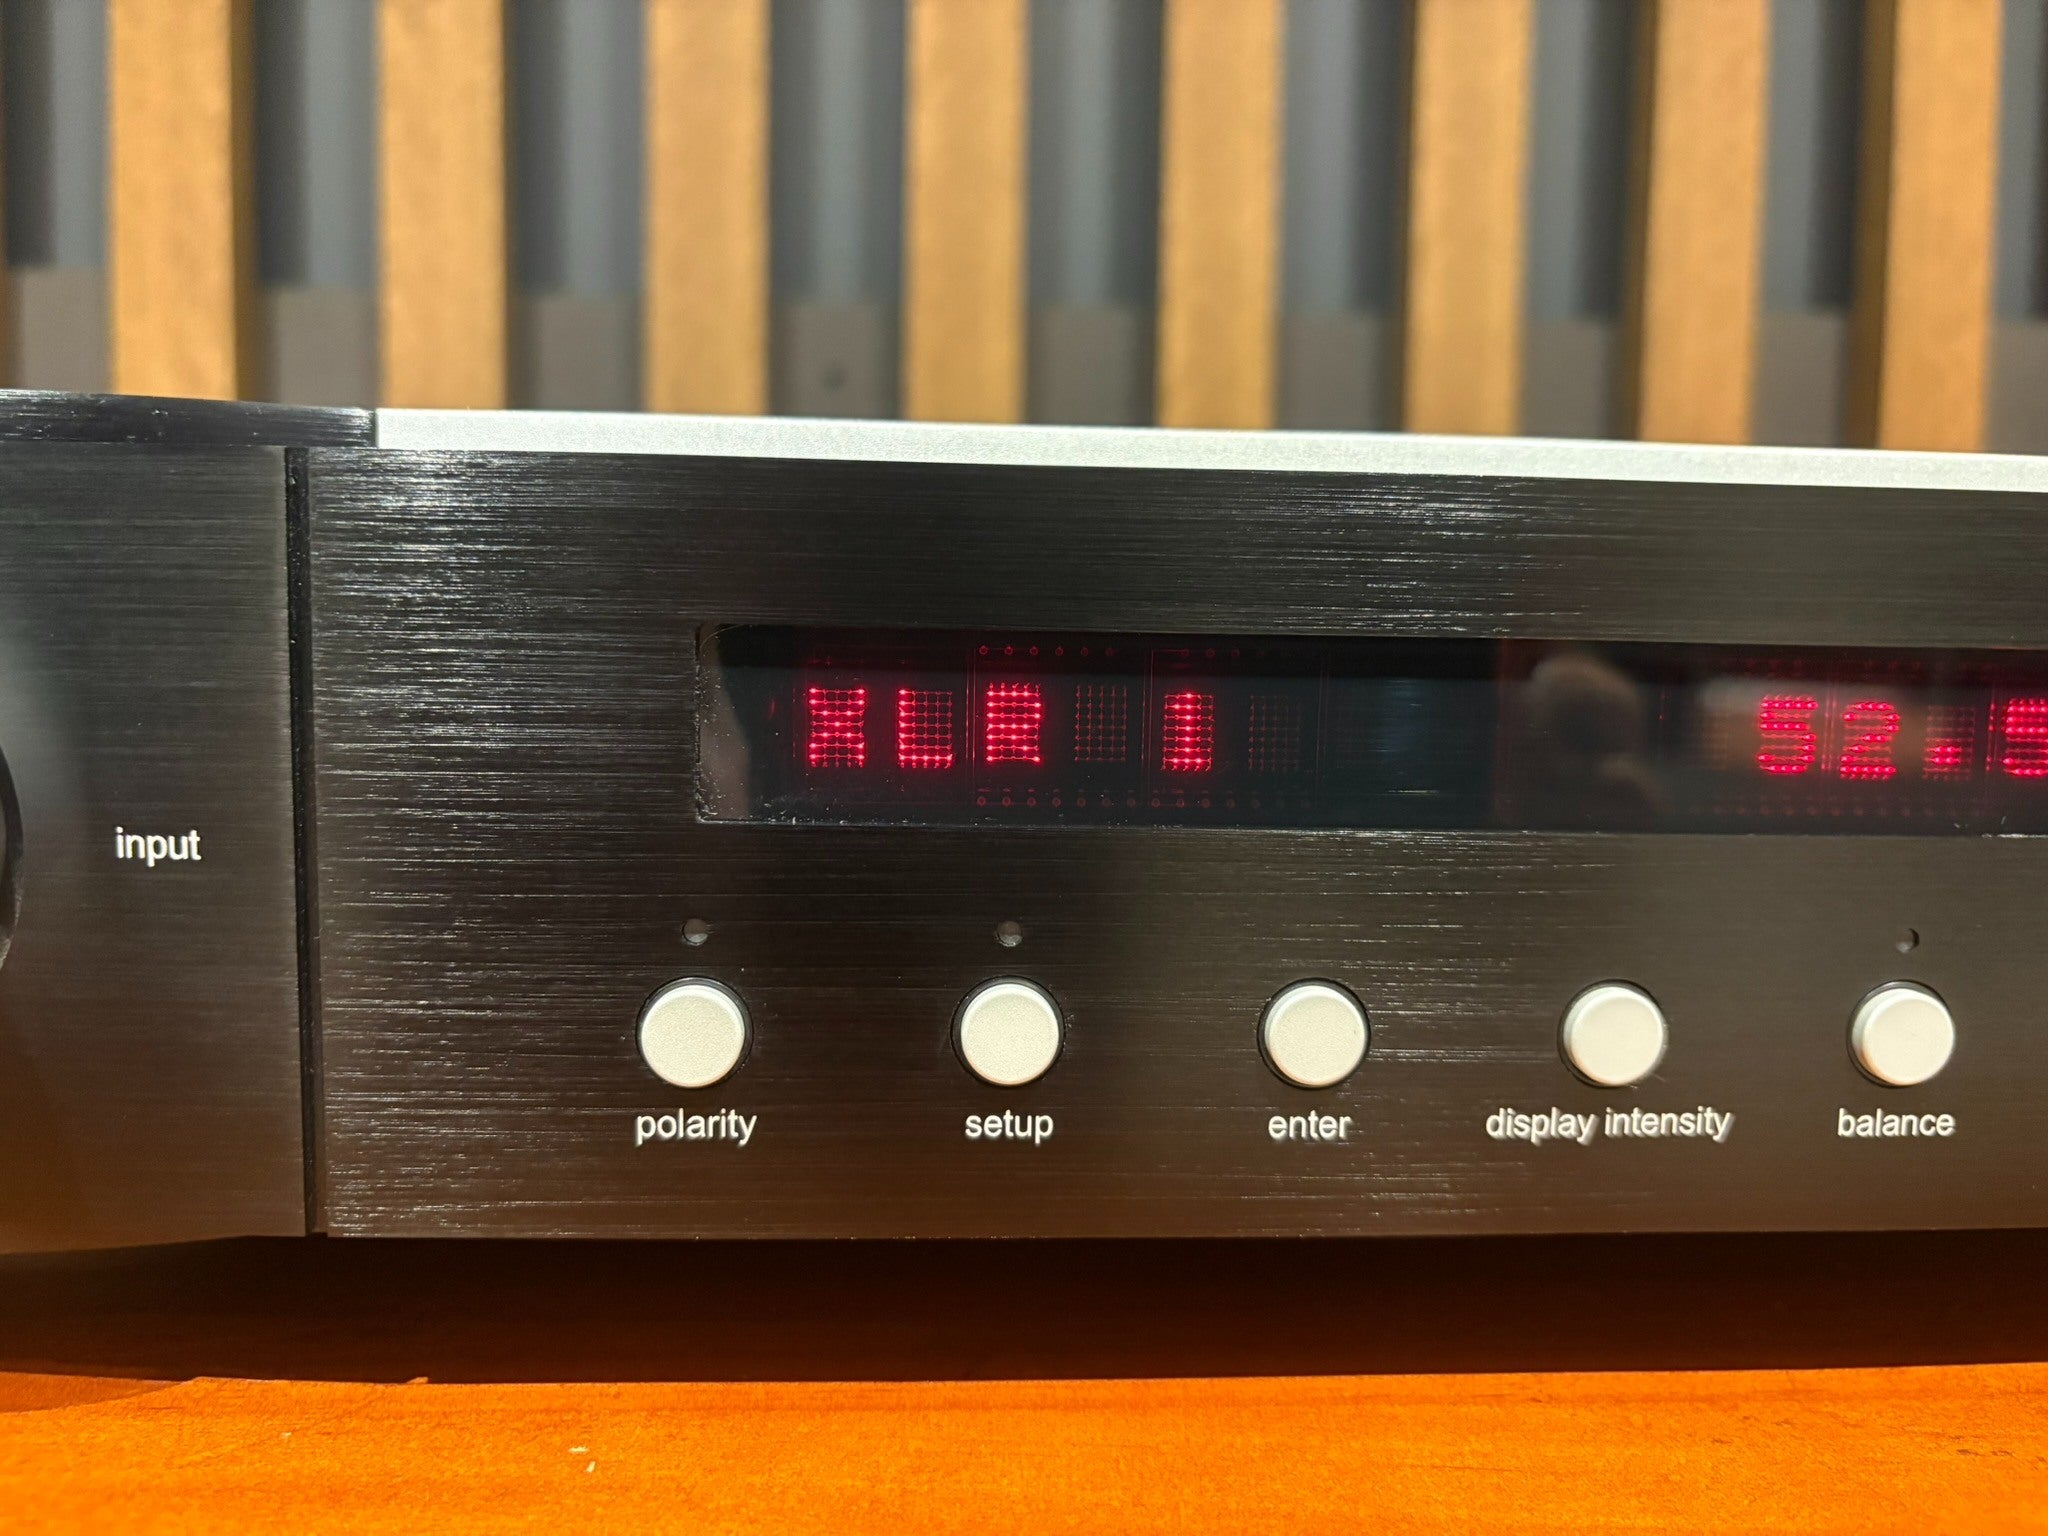 XLR 1 52.5
input
polarity setup enter display intensity balance